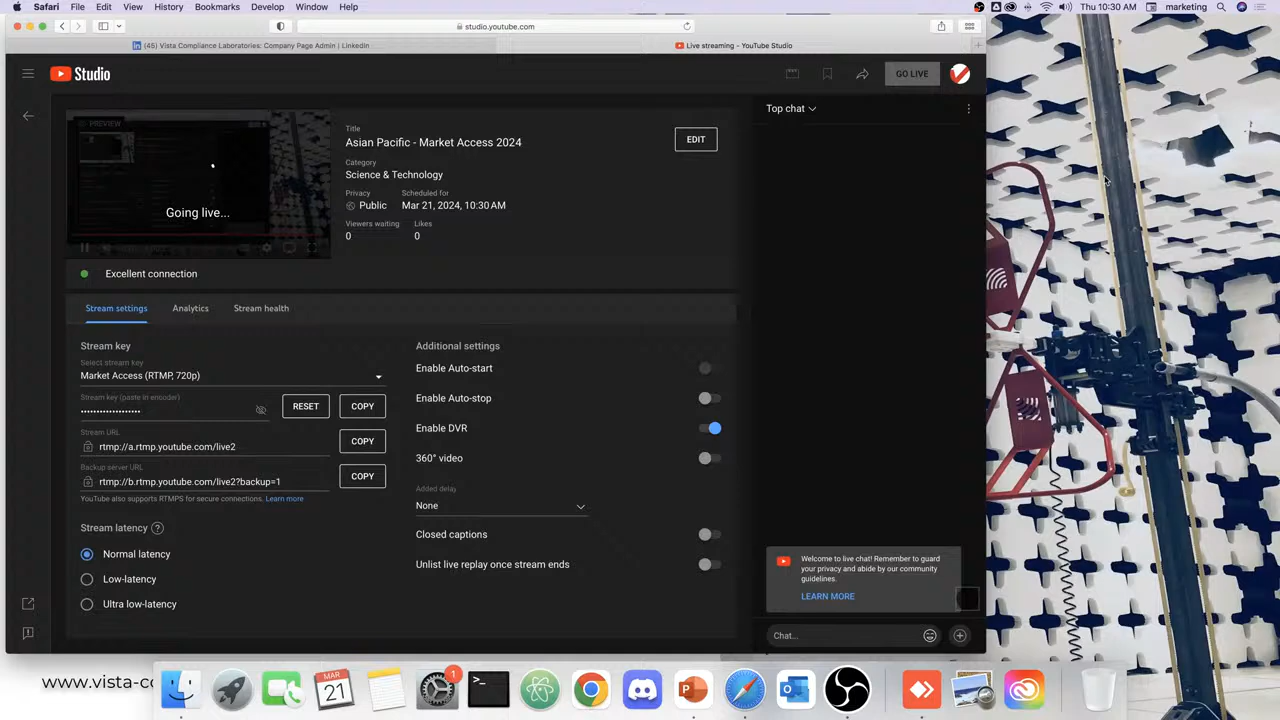 Safari File Edit View History Bookmarks Develop Window Help Thu 10:30 AM marketing
studio.youtube.com
(45) Vista Compliance Laboratories: Company Page Admin | LinkedIn Live streaming - YouTube Studio
Studio GO LIVE
PREVIEW
Going live...
Title
Asian Pacific - Market Access 2024
EDIT
Category
Science & Technology
Privacy Scheduled for
Public Mar 21, 2024, 10:30 AM
Viewers waiting Likes
0 0
Top chat
Excellent connection
Stream settings Analytics Stream health
Stream key
Select stream key
Market Access (RTMP, 720p)
Stream key (paste in encoder)
•••••••••••••••••••
RESET COPY
Stream URL
rtmp://a.rtmp.youtube.com/live2
COPY
Backup server URL
rtmp://b.rtmp.youtube.com/live2?backup=1
COPY
YouTube also supports RTMPS for secure connections. Learn more
Stream latency ?
Normal latency
Low-latency
Ultra low-latency
Additional settings
Enable Auto-start
Enable Auto-stop
Enable DVR
360° video
Added delay
None
Closed captions
Unlist live replay once stream ends
Welcome to live chat! Remember to guard
your privacy and abide by our community
guidelines.
LEARN MORE
Chat...
www.vista-co
MAR
21
1
>_
P